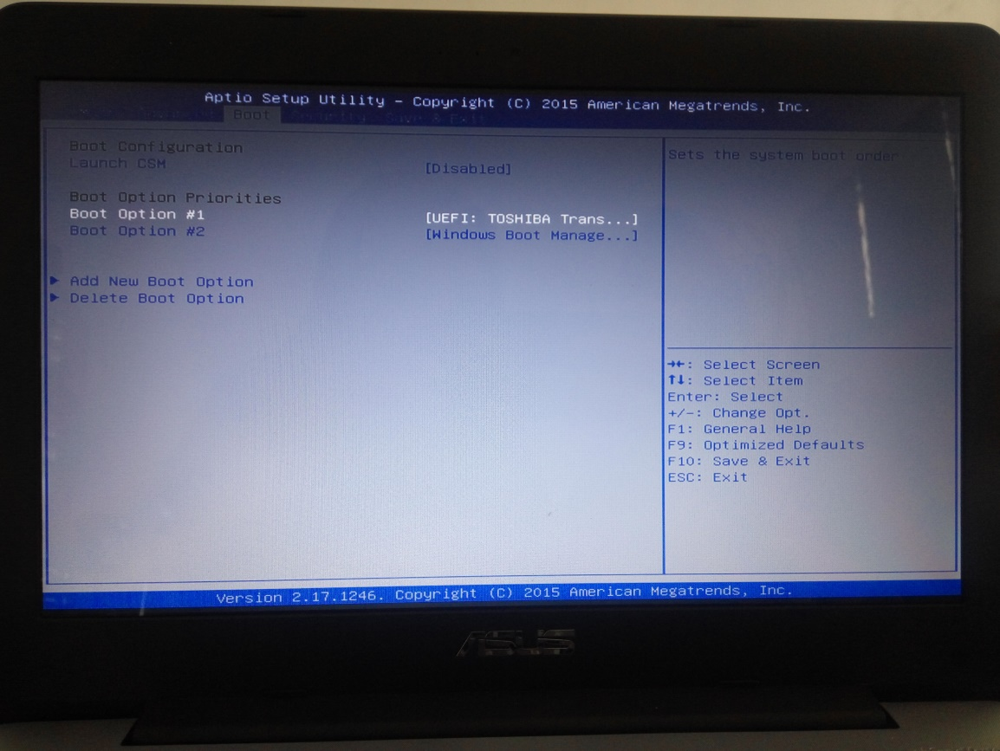 Aptio Setup Utility – Copyright (C) 2015 American Megatrends, Inc.
Boot Security Save & Exit
Boot Configuration
Launch CSM [Disabled]
Boot Option Priorities
Boot Option #1 [UEFI: TOSHIBA Trans...]
Boot Option #2 [Windows Boot Manage...]
Add New Boot Option
Delete Boot Option
Sets the system boot order
→←: Select Screen
↑↓: Select Item
Enter: Select
+/-: Change Opt.
F1: General Help
F9: Optimized Defaults
F10: Save & Exit
ESC: Exit
Version 2.17.1246. Copyright (C) 2015 American Megatrends, Inc.
ASUS